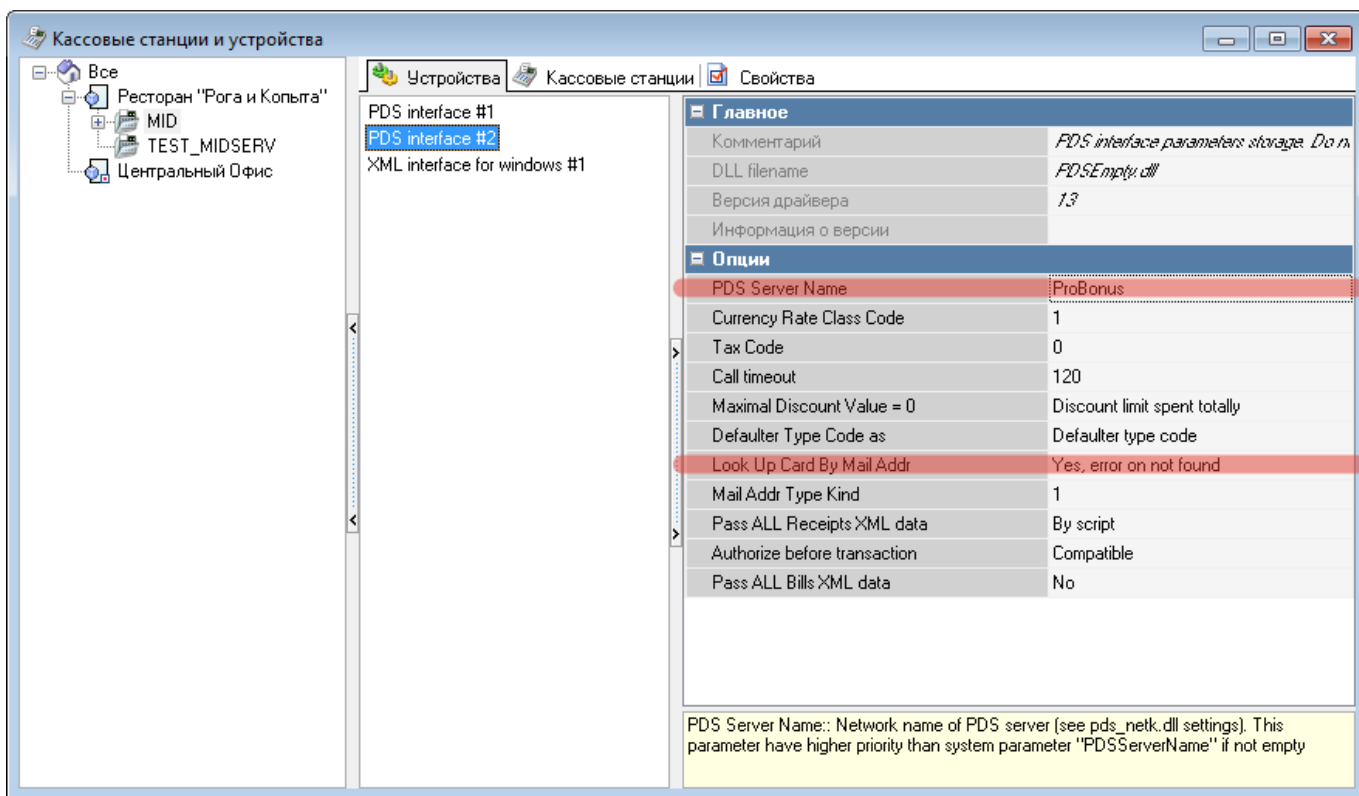 Кассовые станции и устройства
Все
Ресторан "Рога и Копыта"
MID
TEST_MIDSERV
Центральный Офис
Устройства Кассовые станции Свойства
PDS interface #1
PDS interface #2
XML interface for windows #1
Главное
Комментарий PDS interface parameters storage. Do n
DLL filename PDSEmpty.dll
Версия драйвера 1.3
Информация о версии
Опции
PDS Server Name ProBonus
Currency Rate Class Code 1
Tax Code 0
Call timeout 120
Maximal Discount Value = 0 Discount limit spent totally
Defaulter Type Code as Defaulter type code
Look Up Card By Mail Addr Yes, error on not found
Mail Addr Type Kind 1
Pass ALL Receipts XML data By script
Authorize before transaction Compatible
Pass ALL Bills XML data No
PDS Server Name:: Network name of PDS server (see pds_netk.dll settings). This
parameter have higher priority than system parameter "PDSServerName" if not empty